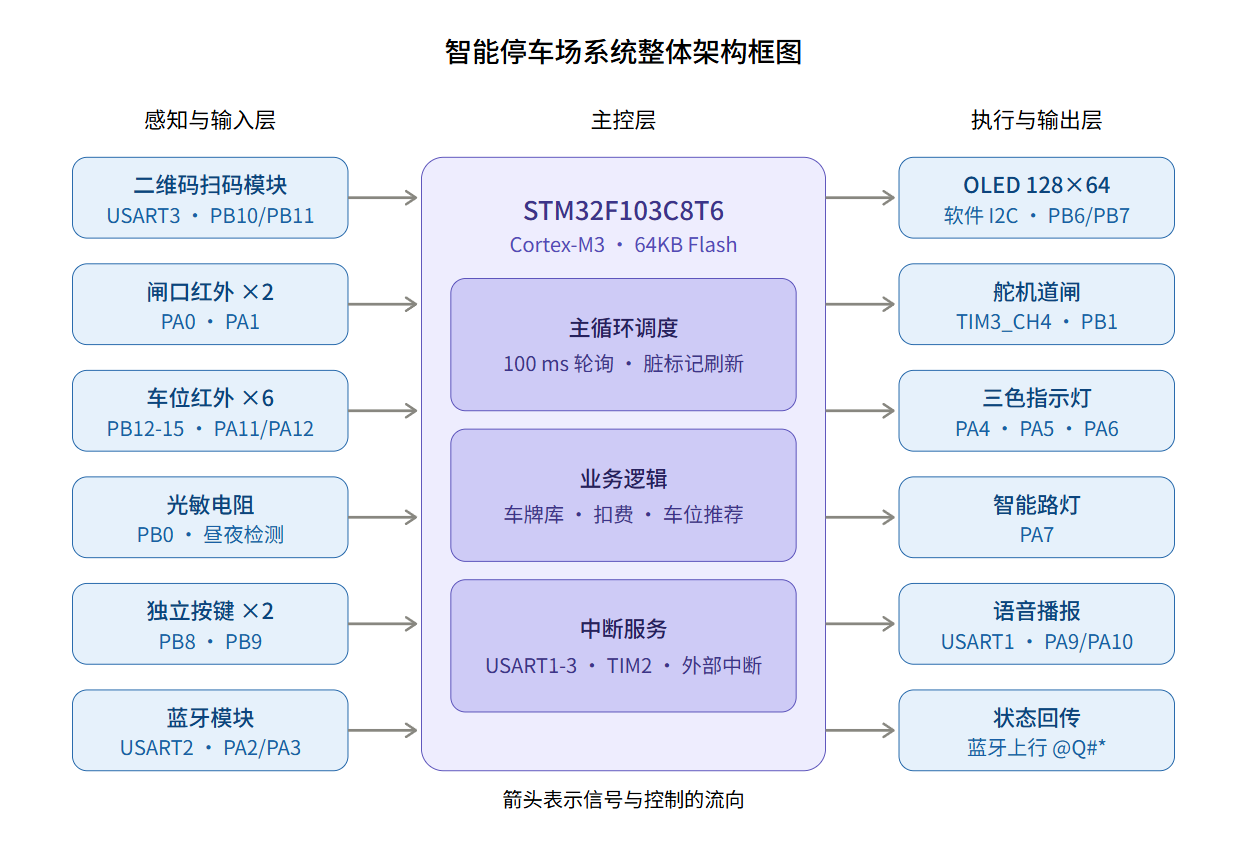 智能停车场系统整体架构框图
感知与输入层
主控层
执行与输出层
二维码扫码模块
USART3 · PB10/PB11
闸口红外 ×2
PA0 · PA1
车位红外 ×6
PB12-15 · PA11/PA12
光敏电阻
PB0 · 昼夜检测
独立按键 ×2
PB8 · PB9
蓝牙模块
USART2 · PA2/PA3
STM32F103C8T6
Cortex-M3 · 64KB Flash
主循环调度
100 ms 轮询 · 脏标记刷新
业务逻辑
车牌库 · 扣费 · 车位推荐
中断服务
USART1-3 · TIM2 · 外部中断
OLED 128×64
软件 I2C · PB6/PB7
舵机道闸
TIM3_CH4 · PB1
三色指示灯
PA4 · PA5 · PA6
智能路灯
PA7
语音播报
USART1 · PA9/PA10
状态回传
蓝牙上行 @Q#*
箭头表示信号与控制的流向